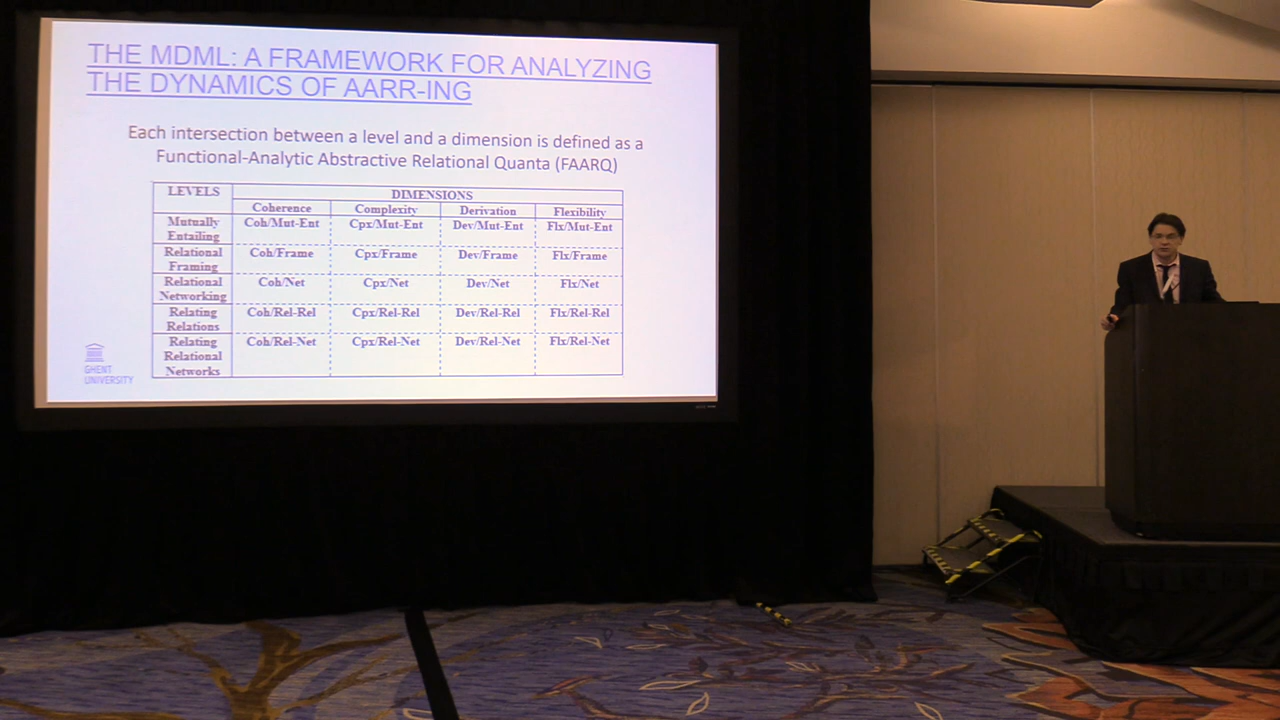 THE MDML: A FRAMEWORK FOR ANALYZING
THE DYNAMICS OF AARR-ING
Each intersection between a level and a dimension is defined as a
Functional-Analytic Abstractive Relational Quanta (FAARQ)
LEVELS DIMENSIONS
Coherence Complexity Derivation Flexibility
Mutually Entailing Coh/Mut-Ent Cpx/Mut-Ent Dev/Mut-Ent Flx/Mut-Ent
Relational Framing Coh/Frame Cpx/Frame Dev/Frame Flx/Frame
Relational Networking Coh/Net Cpx/Net Dev/Net Flx/Net
Relating Relations Coh/Rel-Rel Cpx/Rel-Rel Dev/Rel-Rel Flx/Rel-Rel
Relating Relational Networks Coh/Rel-Net Cpx/Rel-Net Dev/Rel-Net Flx/Rel-Net
GHENT
UNIVERSITY